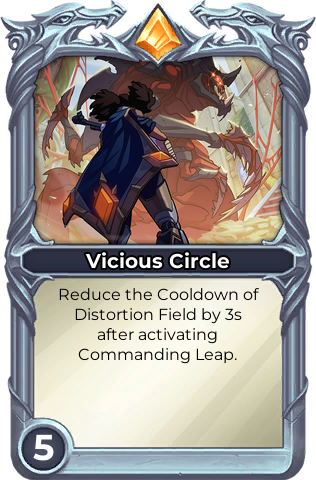 Vicious Circle
Reduce the Cooldown of
Distortion Field by 3s
after activating
Commanding Leap.
5